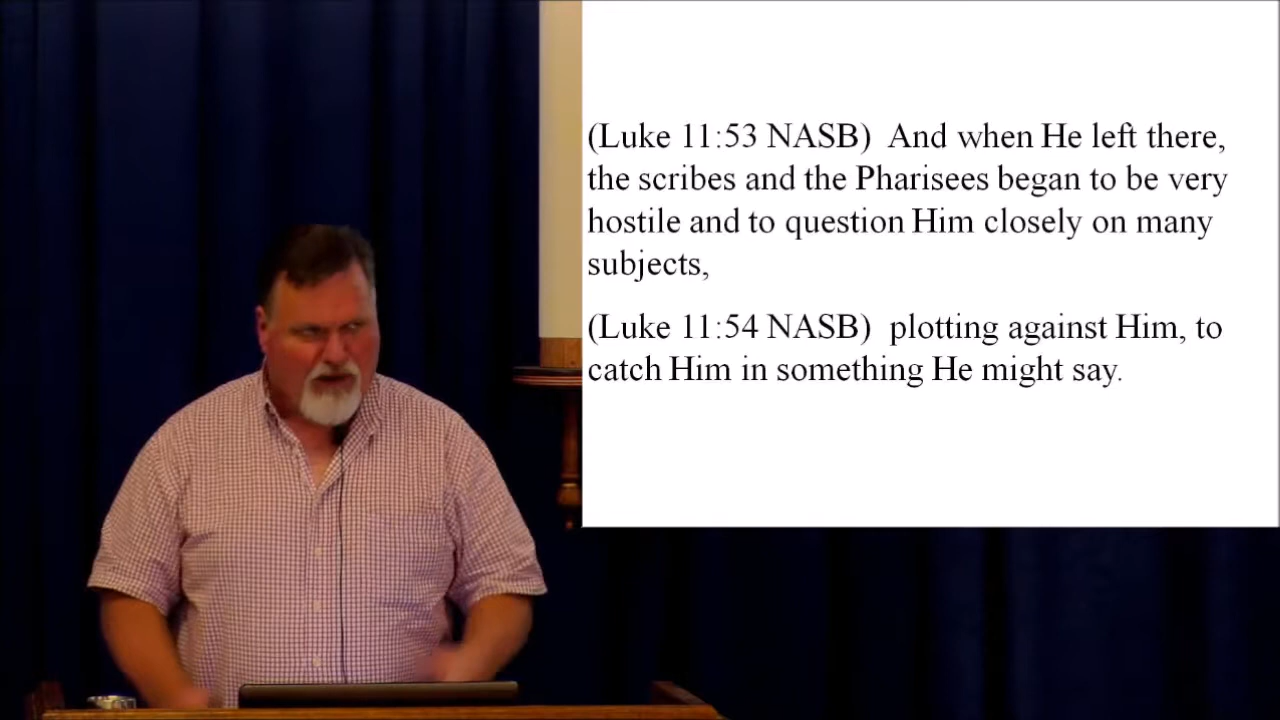 (Luke 11:53 NASB)  And when He left there,
the scribes and the Pharisees began to be very
hostile and to question Him closely on many
subjects,
(Luke 11:54 NASB)  plotting against Him, to
catch Him in something He might say.